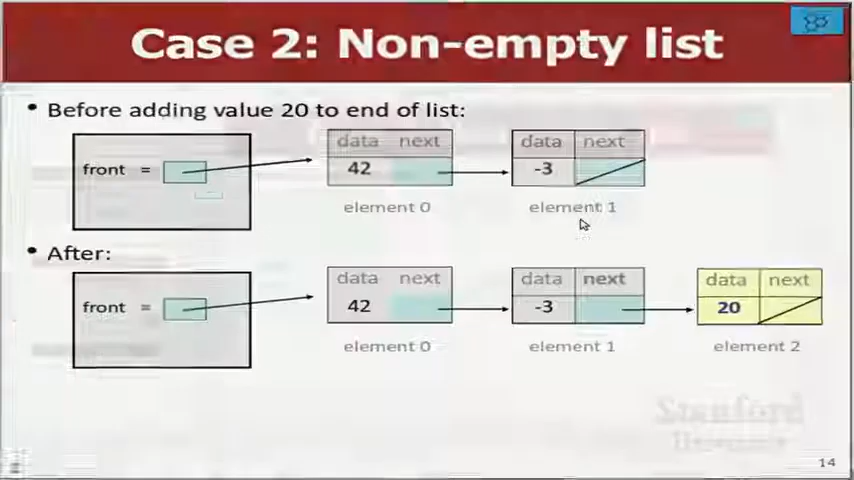 Case 2: Non-empty list
• Before adding value 20 to end of list:
front = data next data next
42 -3
element 0 element 1
• After:
data next data next data next
front = 42 -3 20
element 0 element 1 element 2
Stanford
University
14